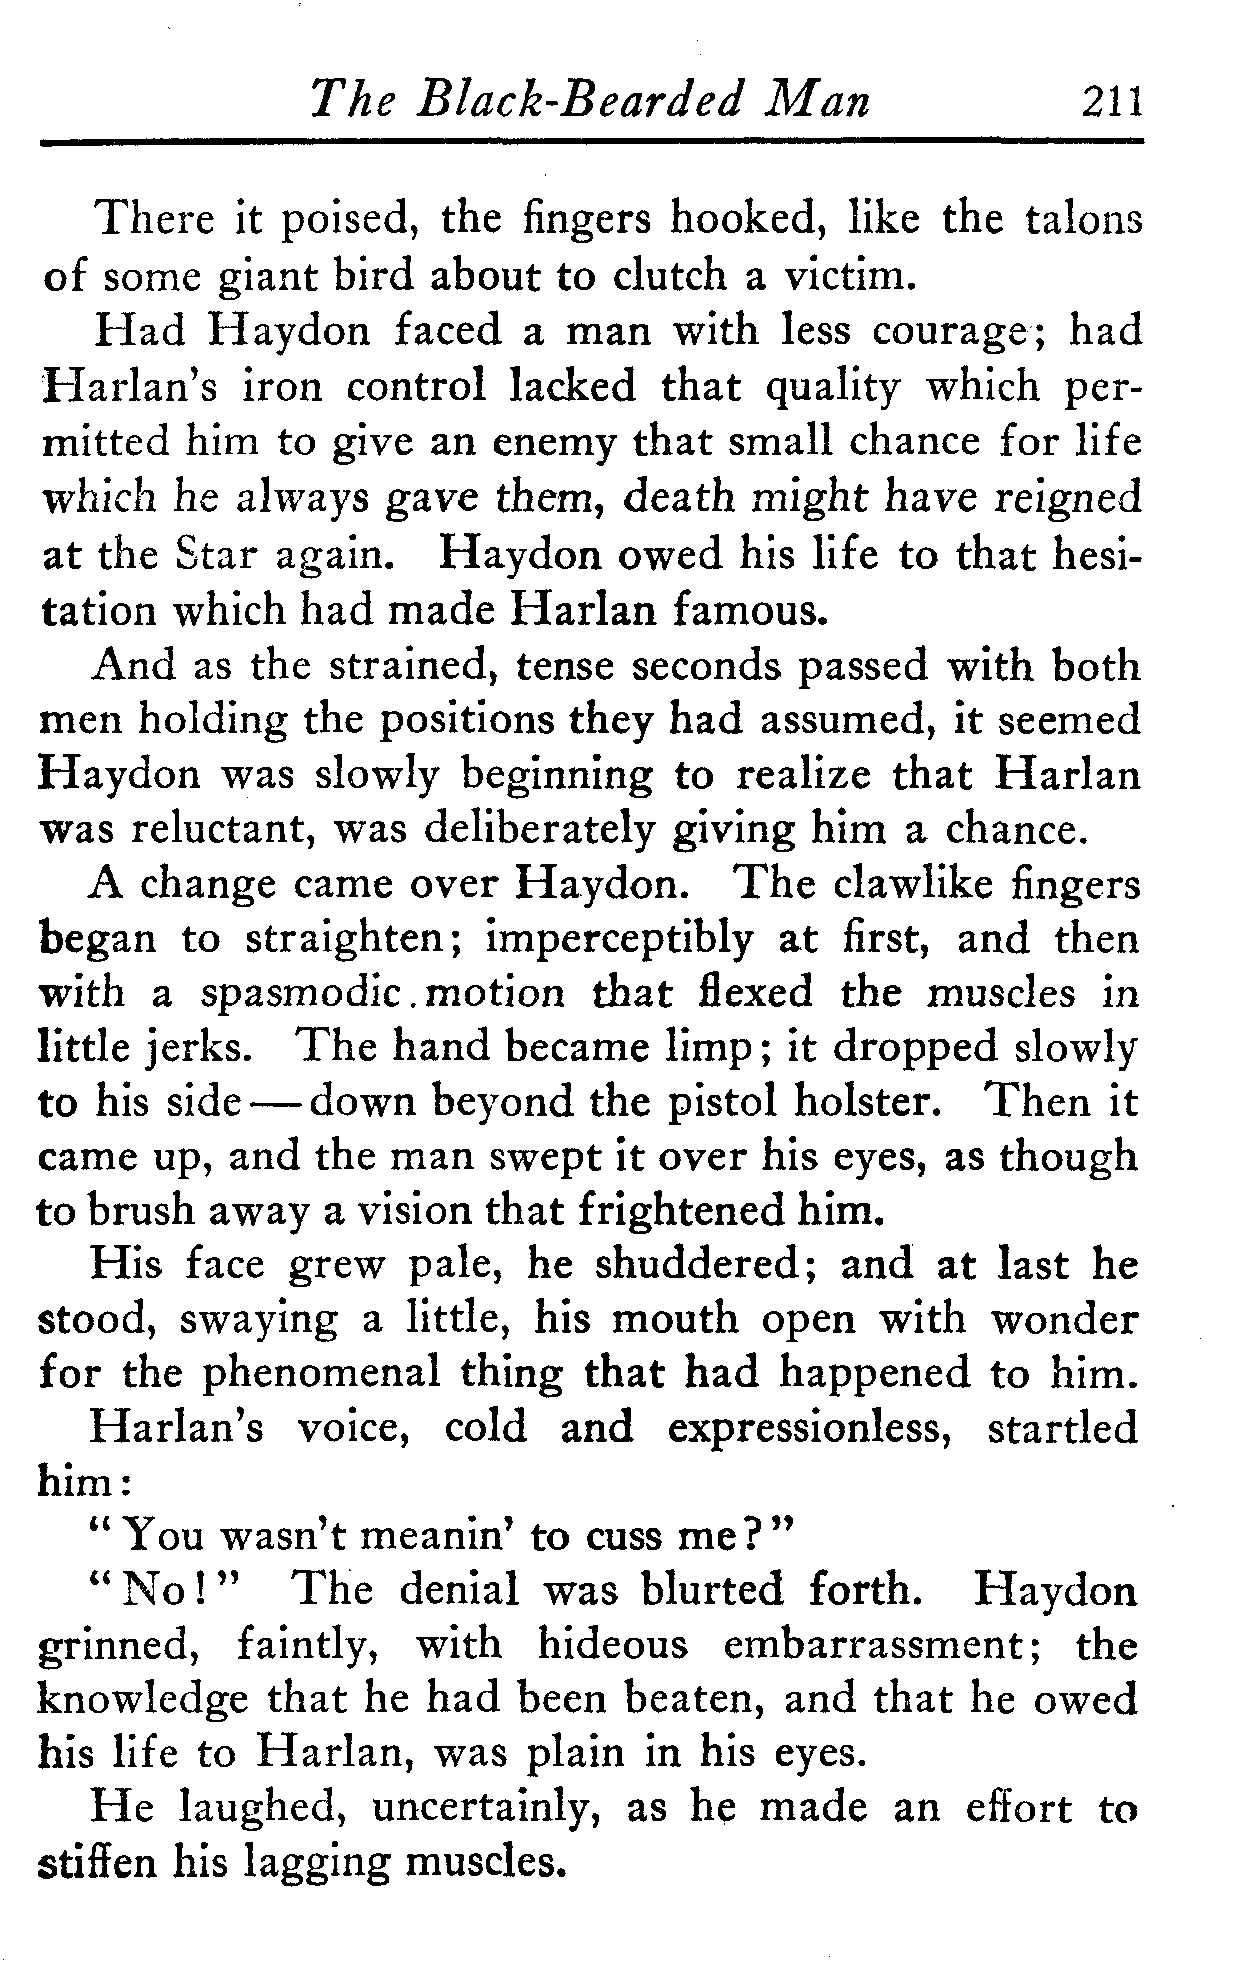 The Black-Bearded Man 211
There it poised, the fingers hooked, like the talons
of some giant bird about to clutch a victim.
Had Haydon faced a man with less courage; had
Harlan's iron control lacked that quality which per-
mitted him to give an enemy that small chance for life
which he always gave them, death might have reigned
at the Star again. Haydon owed his life to that hesi-
tation which had made Harlan famous.
And as the strained, tense seconds passed with both
men holding the positions they had assumed, it seemed
Haydon was slowly beginning to realize that Harlan
was reluctant, was deliberately giving him a chance.
A change came over Haydon. The clawlike fingers
began to straighten; imperceptibly at first, and then
with a spasmodic motion that flexed the muscles in
little jerks. The hand became limp; it dropped slowly
to his side — down beyond the pistol holster. Then it
came up, and the man swept it over his eyes, as though
to brush away a vision that frightened him.
His face grew pale, he shuddered; and at last he
stood, swaying a little, his mouth open with wonder
for the phenomenal thing that had happened to him.
Harlan's voice, cold and expressionless, startled
him:
"You wasn't meanin' to cuss me?"
"No!" The denial was blurted forth. Haydon
grinned, faintly, with hideous embarrassment; the
knowledge that he had been beaten, and that he owed
his life to Harlan, was plain in his eyes.
He laughed, uncertainly, as he made an effort to
stiffen his lagging muscles.